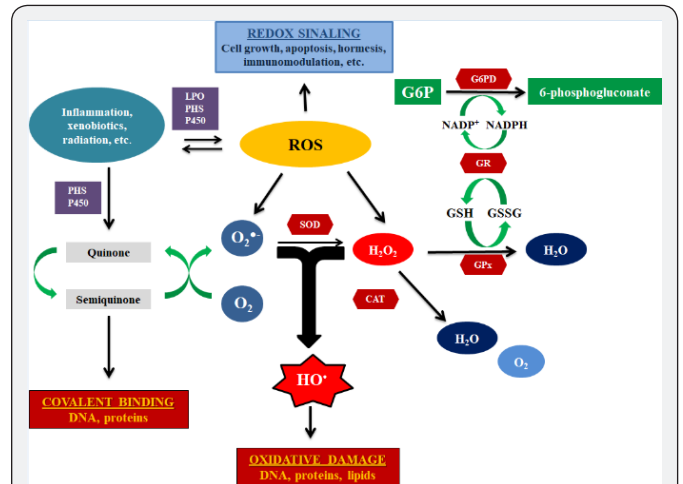 REDOX SINALING
Cell growth, apoptosis, hormesis,
immunomodulation, etc.
G6P
G6PD
6-phosphogluconate
Inflammation,
xenobiotics,
radiation, etc.
LPO
PHS
P450
ROS
NADP⁺ NADPH
GR
PHS
P450
GSH GSSG
O₂•⁻
SOD
H₂O₂
GPx
H₂O
Quinone
Semiquinone
O₂
CAT
H₂O
O₂
HO•
COVALENT BINDING
DNA, proteins
OXIDATIVE DAMAGE
DNA, proteins, lipids